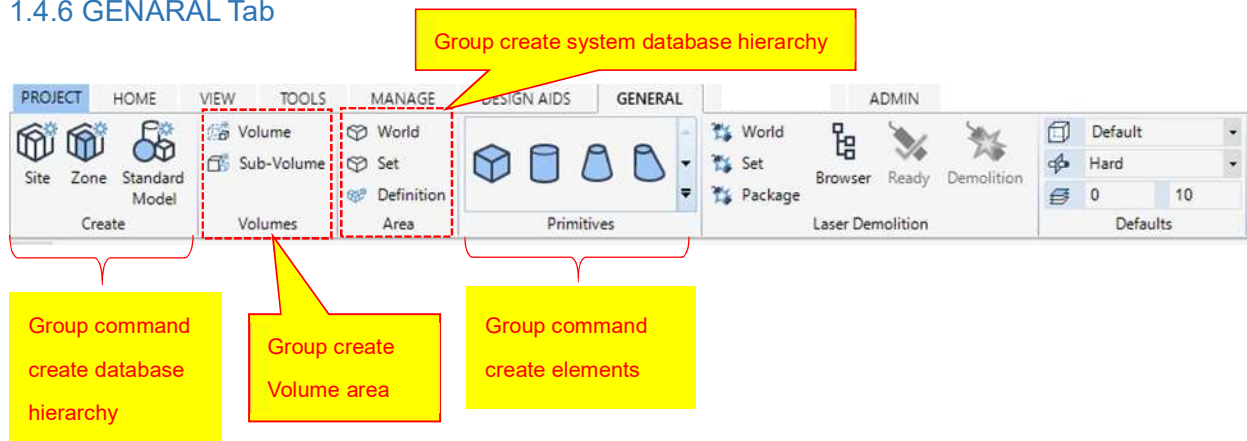 1.4.6 GENARAL Tab
Group create system database hierarchy
PROJECT HOME VIEW TOOLS MANAGE DESIGN AIDS GENERAL ADMIN
Site
Zone
Standard
Model
Create
Volume
Sub-Volume
Volumes
World
Set
Definition
Area
Primitives
World
Set
Package
Browser
Ready
Demolition
Laser Demolition
Default
Hard
0 10
Defaults
Group command
create database
hierarchy
Group create
Volume area
Group command
create elements